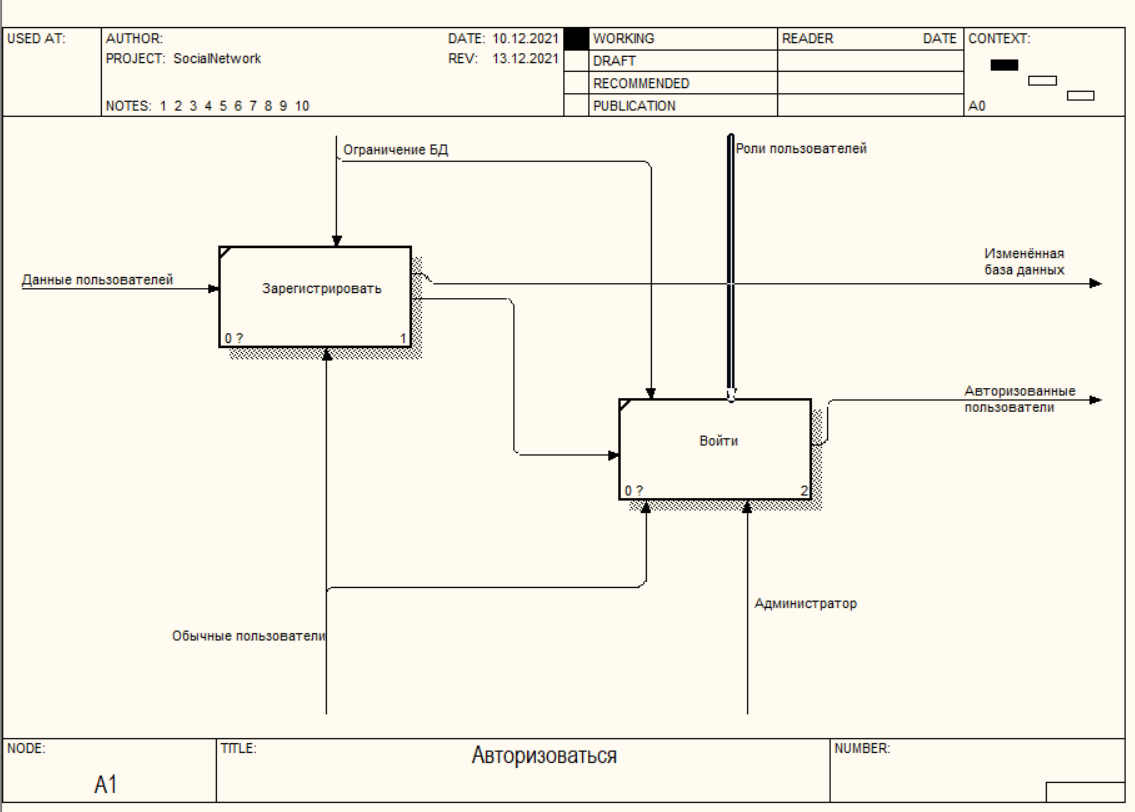 USED AT:
AUTHOR:
DATE: 10.12.2021
WORKING
READER
DATE
CONTEXT:
PROJECT: SocialNetwork
REV: 13.12.2021
DRAFT
RECOMMENDED
NOTES: 1 2 3 4 5 6 7 8 9 10
PUBLICATION
A0
Ограничение БД
Роли пользователей
Изменённая
база данных
Данные пользователей
Зарегистрировать
0 ?
1
Авторизованные
пользователи
Войти
0 ?
2
Администратор
Обычные пользователи
NODE:
TITLE:
NUMBER:
Авторизоваться
A1